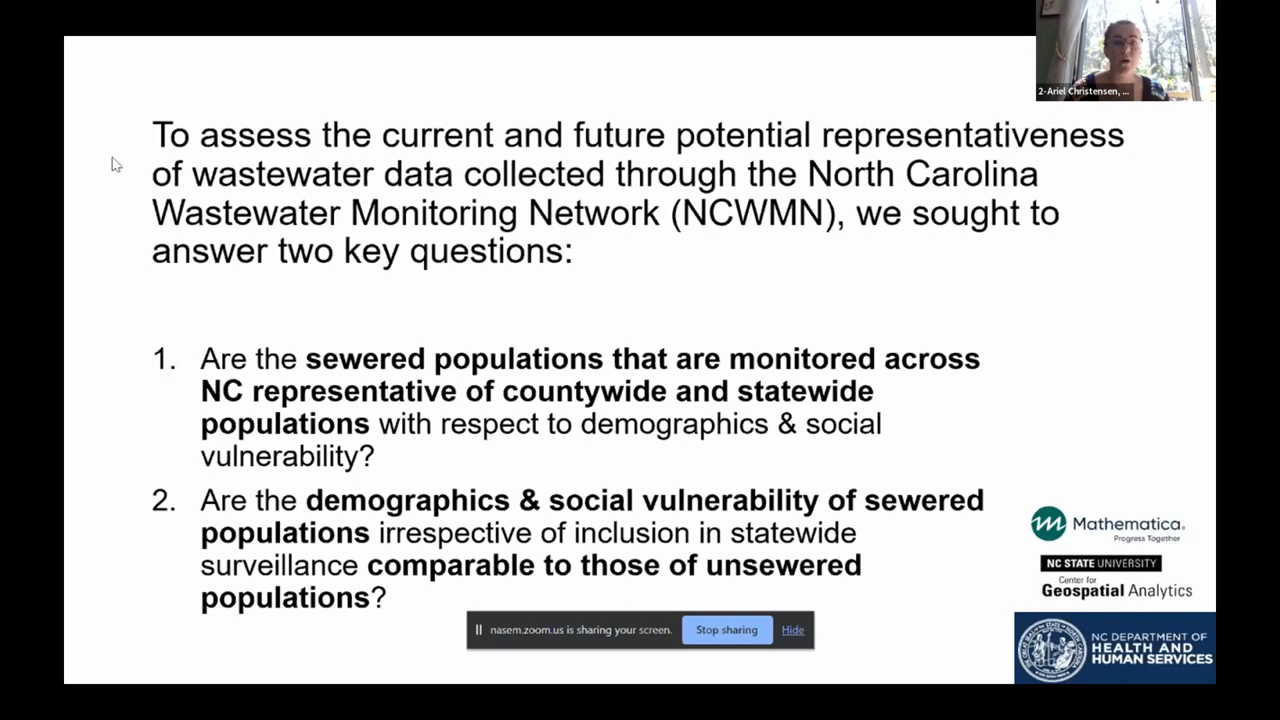 2-Ariel Christensen, ...
To assess the current and future potential representativeness
of wastewater data collected through the North Carolina
Wastewater Monitoring Network (NCWMN), we sought to
answer two key questions:
1. Are the sewered populations that are monitored across
NC representative of countywide and statewide
populations with respect to demographics & social
vulnerability?
2. Are the demographics & social vulnerability of sewered
populations irrespective of inclusion in statewide
surveillance comparable to those of unsewered
populations?
Mathematica®
Progress Together
NC STATE UNIVERSITY
Center for
Geospatial Analytics
nasem.zoom.us is sharing your screen. Stop sharing Hide
NC DEPARTMENT OF
HEALTH AND
HUMAN SERVICES